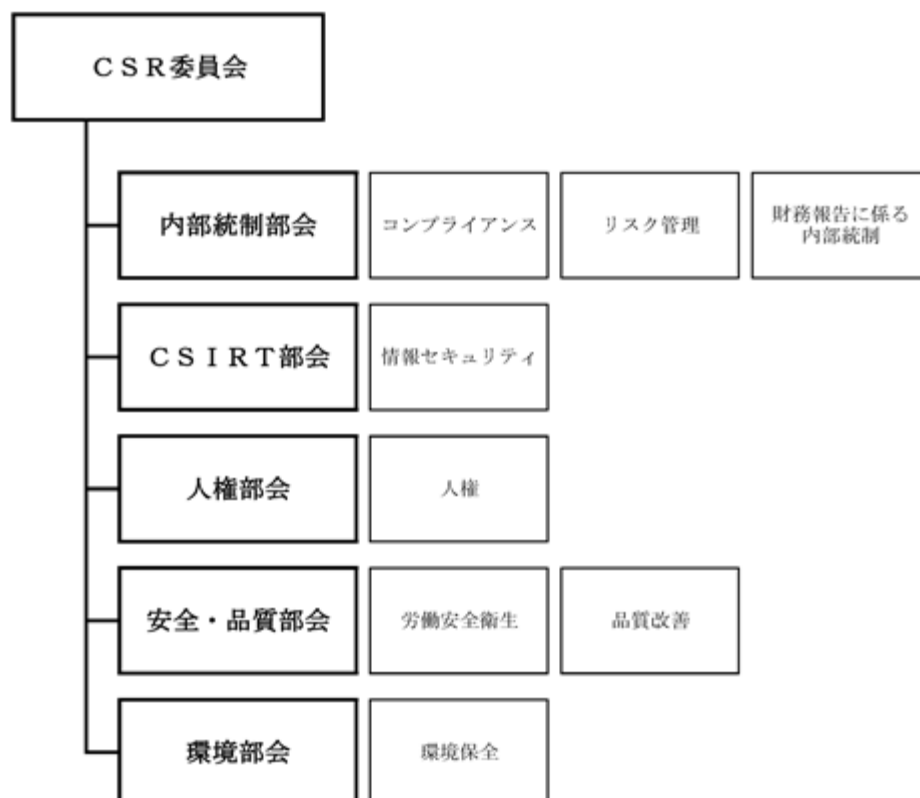 ＣＳＲ委員会
内部統制部会
コンプライアンス
リスク管理
財務報告に係る
内部統制
ＣＳＩＲＴ部会
情報セキュリティ
人権部会
人権
安全・品質部会
労働安全衛生
品質改善
環境部会
環境保全